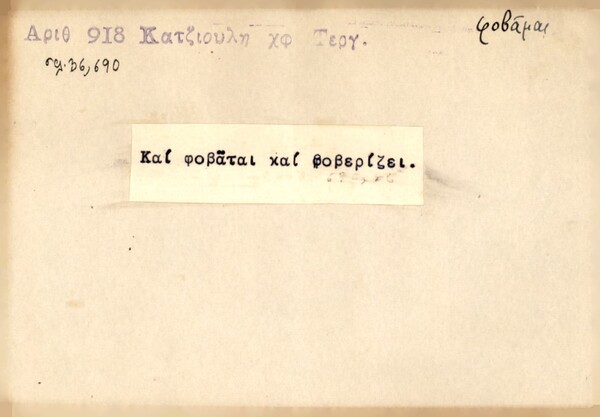 Αριθ 918 Κατζιουλη χφ Τεργ.
φοβᾶμαι
σελ. 36, 690
Καί φοβᾶται καί φοβερίζει.